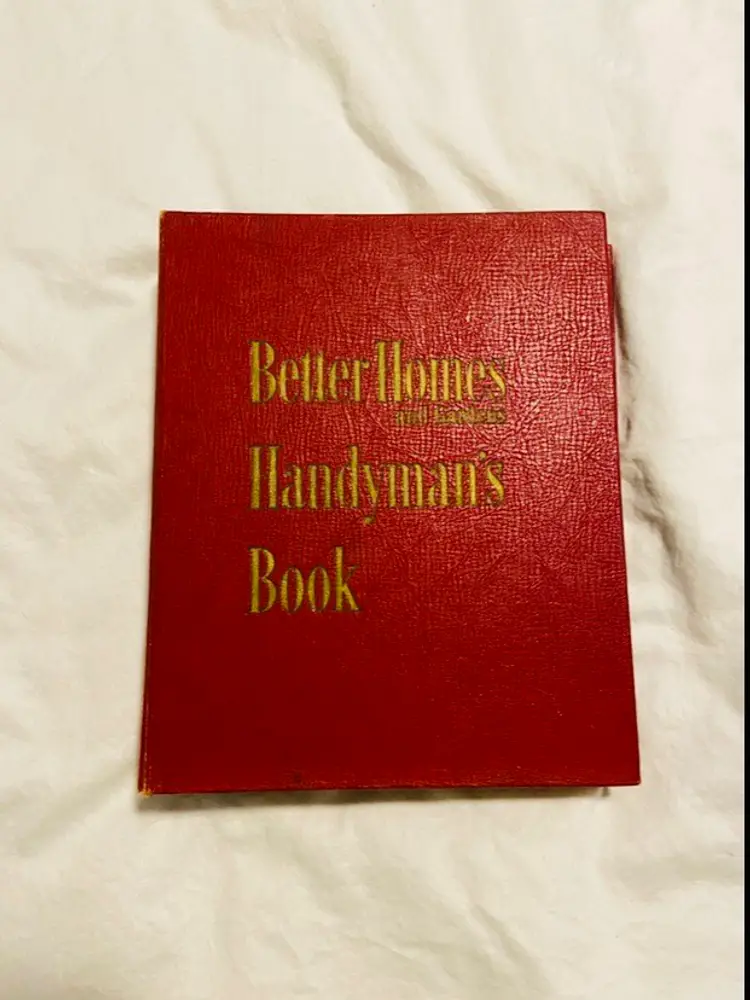 Better Homes
and Gardens
Handyman's
Book